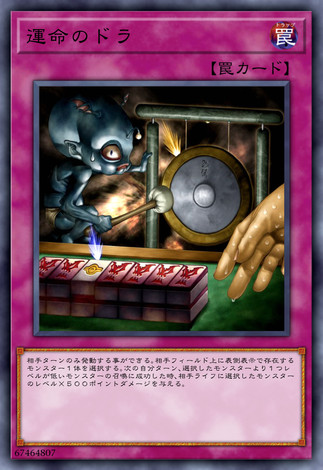 運命のドラ
トラップ
罠
【罠カード】
相手ターンのみ発動する事ができる。相手フィールド上に表側表示で存在する
モンスター1体を選択する。次の自分ターン、選択したモンスターより1つレ
ベルが低いモンスターの召喚に成功した時、相手ライフに選択したモンスター
のレベル×500ポイントダメージを与える。
67464807